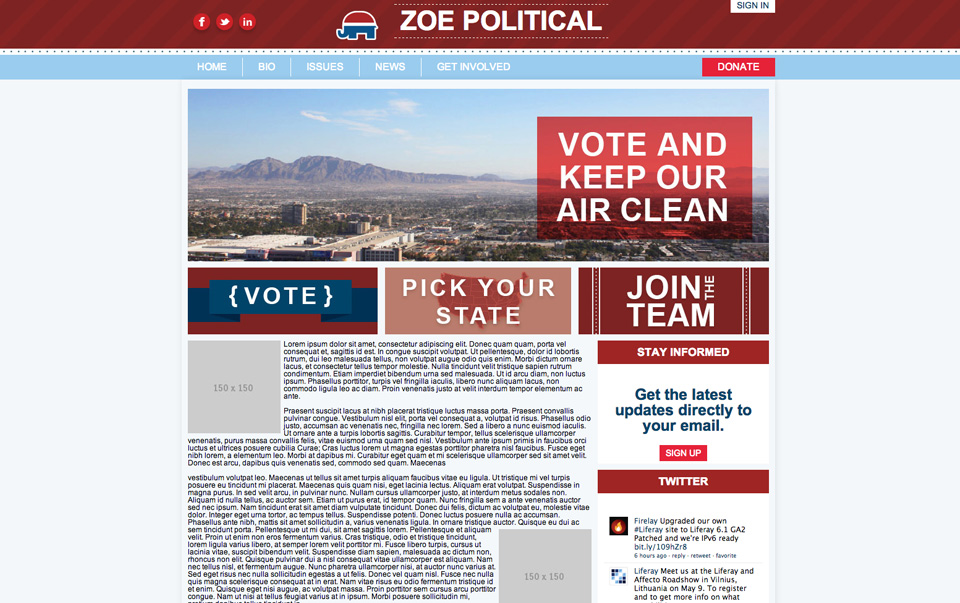 SIGN IN
ZOE POLITICAL
HOME
BIO
ISSUES
NEWS
GET INVOLVED
DONATE
VOTE AND
KEEP OUR
AIR CLEAN
{ VOTE }
PICK YOUR
STATE
JOIN THE
TEAM
150 x 150
Lorem ipsum dolor sit amet, consectetur adipiscing elit. Donec quam quam, porta vel
consequat et, sagittis id est. In congue suscipit volutpat. Ut pellentesque, dolor id lobortis
rutrum, dui leo malesuada tellus, non volutpat augue odio quis enim. Morbi dictum ornare
lacus, et consectetur tellus tempor molestie. Nulla tincidunt velit tristique sapien rutrum
condimentum. Etiam imperdiet bibendum urna sed malesuada. Ut id arcu diam, non luctus
ipsum. Phasellus porttitor, turpis vel fringilla iaculis, libero nunc aliquam lacus, non
commodo ligula leo ac diam. Proin venenatis justo at velit interdum tempor elementum ac
ante.
Praesent suscipit lacus at nibh placerat tristique luctus massa porta. Praesent convallis
pulvinar congue. Vestibulum nisl elit, porta vel consequat a, volutpat id risus. Phasellus odio
justo, accumsan ac venenatis nec, fringilla nec lorem. Sed a libero a nunc euismod iaculis.
Ut ornare ante a turpis lobortis sagittis. Curabitur tempor, tellus scelerisque ullamcorper
venenatis, purus massa convallis felis, vitae euismod urna quam sed nisl. Vestibulum ante ipsum primis in faucibus orci
luctus et ultrices posuere cubilia Curae; Cras luctus lorem ut magna egestas porttitor pharetra nisl faucibus. Fusce eget
nibh lorem, a elementum leo. Morbi at dapibus mi. Curabitur eget quam et mi scelerisque ullamcorper sed sit amet velit.
Donec est arcu, dapibus quis venenatis sed, commodo sed quam. Maecenas
vestibulum volutpat leo. Maecenas ut tellus sit amet turpis aliquam faucibus vitae eu ligula. Ut tristique mi vel turpis
posuere eu tincidunt mi placerat. Maecenas quis quam nisi, eget lacinia lectus. Aliquam erat volutpat. Suspendisse in
magna purus. In sed velit arcu, in pulvinar nunc. Nullam cursus ullamcorper justo, at interdum metus sodales non.
Aliquam id nulla tellus, ac auctor sem. Etiam ut purus erat, id tempor quam. Nunc fringilla sem a ante venenatis auctor
sed nec ipsum. Nam tincidunt erat sit amet diam vulputate tincidunt. Donec dui felis, dictum ac volutpat eu, molestie vitae
dolor. Integer eget urna tortor, ac tempus tellus. Suspendisse potenti. Donec luctus posuere nulla ac tincidunt.
Phasellus ante nibh, mattis sit amet sollicitudin a, varius venenatis ligula. In ornare tristique auctor. Quisque eu dui ac
sem tincidunt porta. Pellentesque ut mi dui, sit amet sagittis lorem. Pellentesque et aliquam
velit. Proin ut enim non eros fermentum varius. Cras tristique, odio et tristique tincidunt,
lorem ligula varius libero, at semper lorem velit porttitor mi. Fusce libero turpis, cursus ut
lacinia vitae, suscipit bibendum velit. Suspendisse diam sapien, malesuada ac dictum non,
rhoncus non elit. Quisque pulvinar dui a nisl consequat vitae ullamcorper est aliquam. Nam
nec tellus nisl, et fermentum augue. Nunc pharetra ullamcorper nisi, at auctor nunc varius at.
Sed eget risus nec nulla sollicitudin egestas a ut felis. Donec vel quam nisl. Fusce nec nulla
quis magna scelerisque consequat at in erat. Nam vitae risus eu odio fermentum tristique id
et enim. Quisque eget nisi augue, ac volutpat massa. Proin porttitor sem cursus arcu porttitor
congue. Nam ut nisi at tellus feugiat varius at in ipsum. Morbi posuere sollicitudin mi,
150 x 150
STAY INFORMED
Get the latest
updates directly to
your email.
SIGN UP
TWITTER
Firelay Upgraded our own
#Liferay site to Liferay 6.1 GA2
Patched and we're IPv6 ready
bit.ly/109hZr8
6 hours ago · reply · retweet · favorite
Liferay Meet us at the Liferay and
Affecto Roadshow in Vilnius,
Lithuania on May 9. To register
and to get more info on what